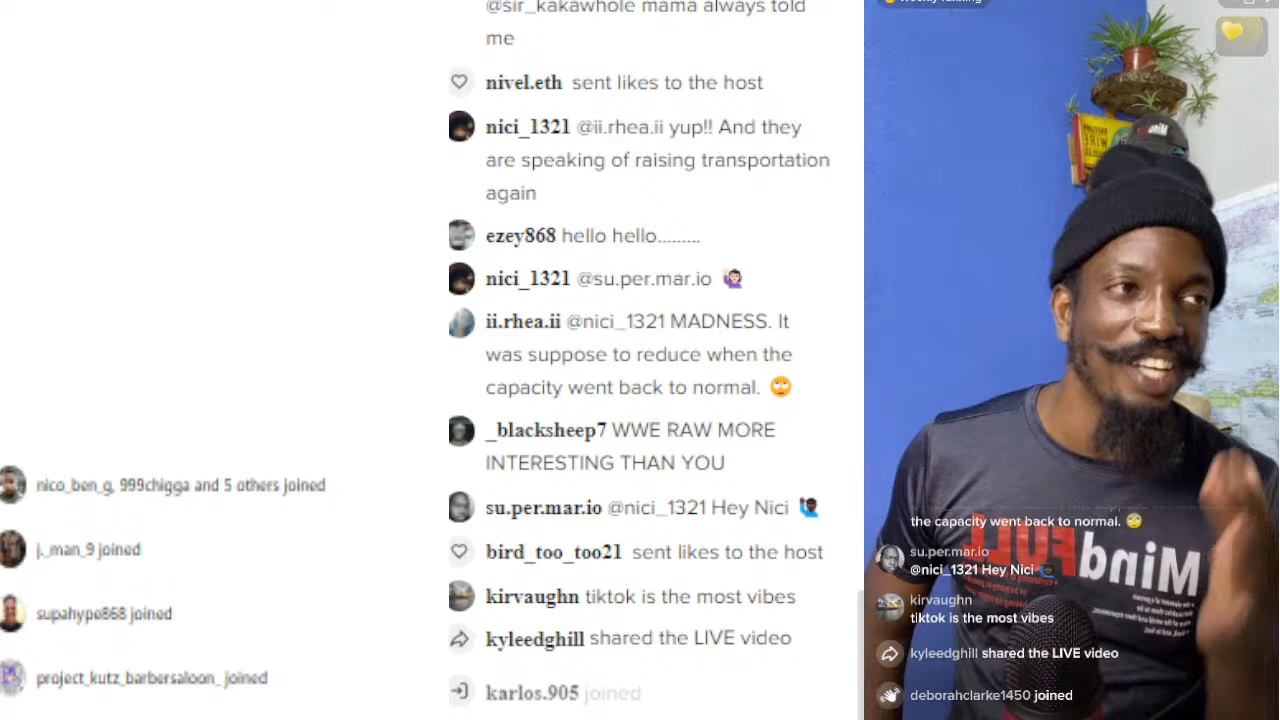 @sir_kakawhole mama always told
me
nivel.eth sent likes to the host
nici_1321 @ii.rhea.ii yup!! And they
are speaking of raising transportation
again
ezey868 hello hello.........
nici_1321 @su.per.mar.io 🙋🏻‍♀️
ii.rhea.ii @nici_1321 MADNESS. It
was suppose to reduce when the
capacity went back to normal. 🙄
_blacksheep7 WWE RAW MORE
INTERESTING THAN YOU
su.per.mar.io @nici_1321 Hey Nici 🙋🏿‍♂️
bird_too_too21 sent likes to the host
kirvaughn tiktok is the most vibes
kyleedghill shared the LIVE video
karlos.905 joined
nico_ben_g, 999chigga and 5 others joined
j._man_9 joined
supahype868 joined
project_kutz_barbersaloon_ joined
WIRE
MindFULL
the capacity went back to normal. 🙄
su.per.mar.io
@nici_1321 Hey Nici
kirvaughn
tiktok is the most vibes
kyleedghill shared the LIVE video
deborahclarke1450 joined